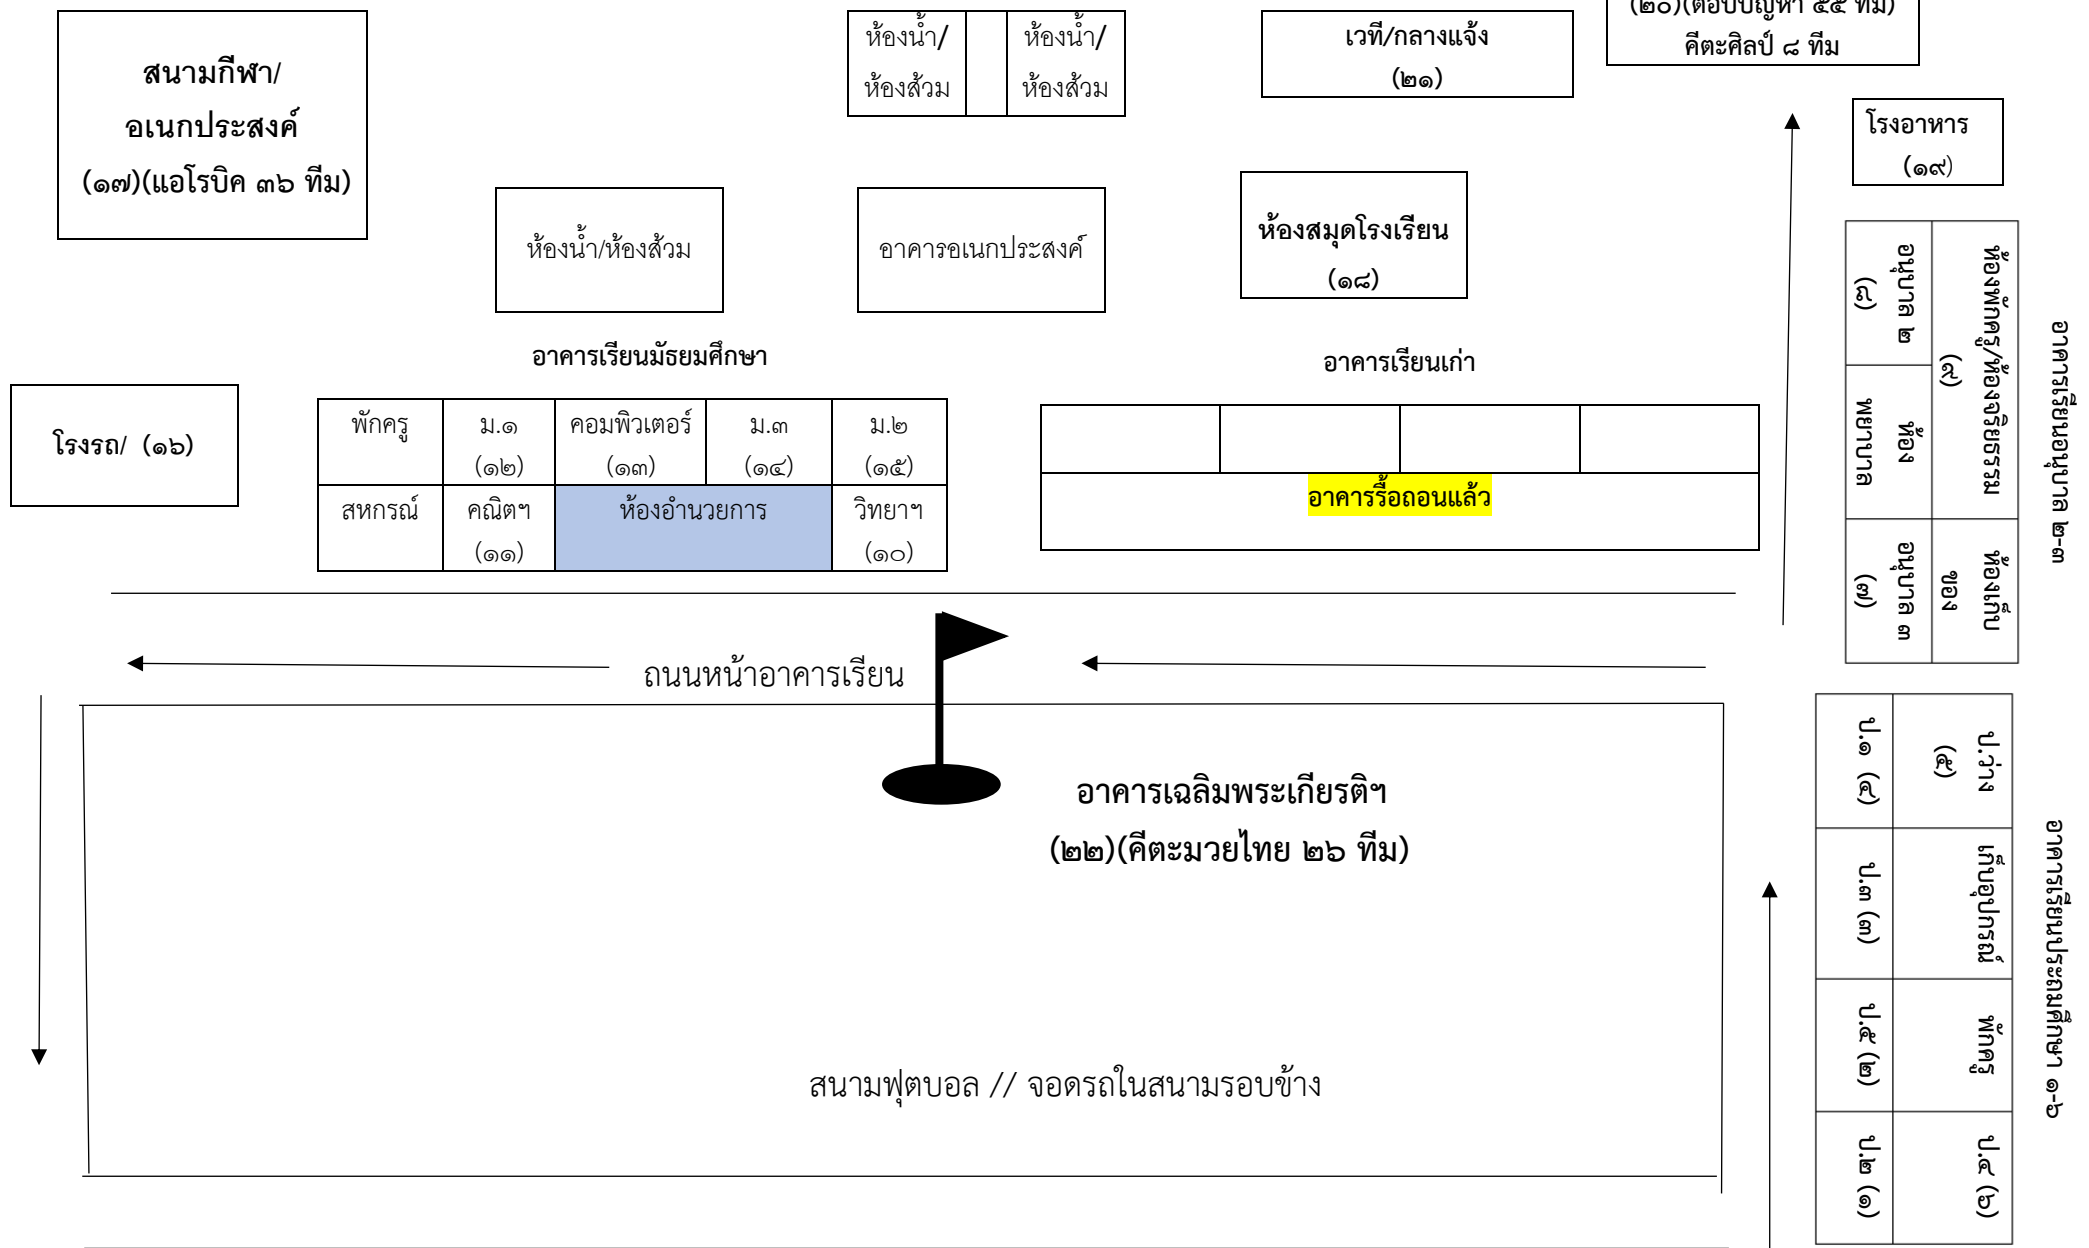 (๒๐)(ตอบปัญหา ๕๕ ทีม)
คีตะศิลป์ ๘ ทีม
สนามกีฬา/
อเนกประสงค์
(๑๗)(แอโรบิค ๓๖ ทีม)
ห้องน้ำ/
ห้องส้วม
ห้องน้ำ/
ห้องส้วม
เวที/กลางแจ้ง
(๒๑)
โรงอาหาร
(๑๙)
ห้องน้ำ/ห้องส้วม
อาคารอเนกประสงค์
ห้องสมุดโรงเรียน
(๑๘)
อาคารเรียนมัธยมศึกษา
อาคารเรียนเก่า
โรงรถ/ (๑๖)
พักครู
ม.๑
(๑๒)
คอมพิวเตอร์
(๑๓)
ม.๓
(๑๔)
ม.๒
(๑๕)
สหกรณ์
คณิตฯ
(๑๑)
ห้องอำนวยการ
วิทยาฯ
(๑๐)
อาคารรื้อถอนแล้ว
อาคารเรียนอนุบาล ๒-๓
ห้องพักครู/ห้องจริยธรรม
(๙)
ห้องเก็บ
ของ
อนุบาล ๒
(๘)
ห้อง
พยาบาล
อนุบาล ๓
(๗)
ถนนหน้าอาคารเรียน
อาคารเฉลิมพระเกียรติฯ
(๒๒)(คีตะมวยไทย ๒๖ ทีม)
สนามฟุตบอล // จอดรถในสนามรอบข้าง
อาคารเรียนประถมศึกษา ๑-๖
ป.ว่าง
(๕)
เก็บอุปกรณ์
พักครู
ป.๔ (๖)
ป.๑ (๔)
ป.๓ (๓)
ป.๕ (๒)
ป.๒ (๑)